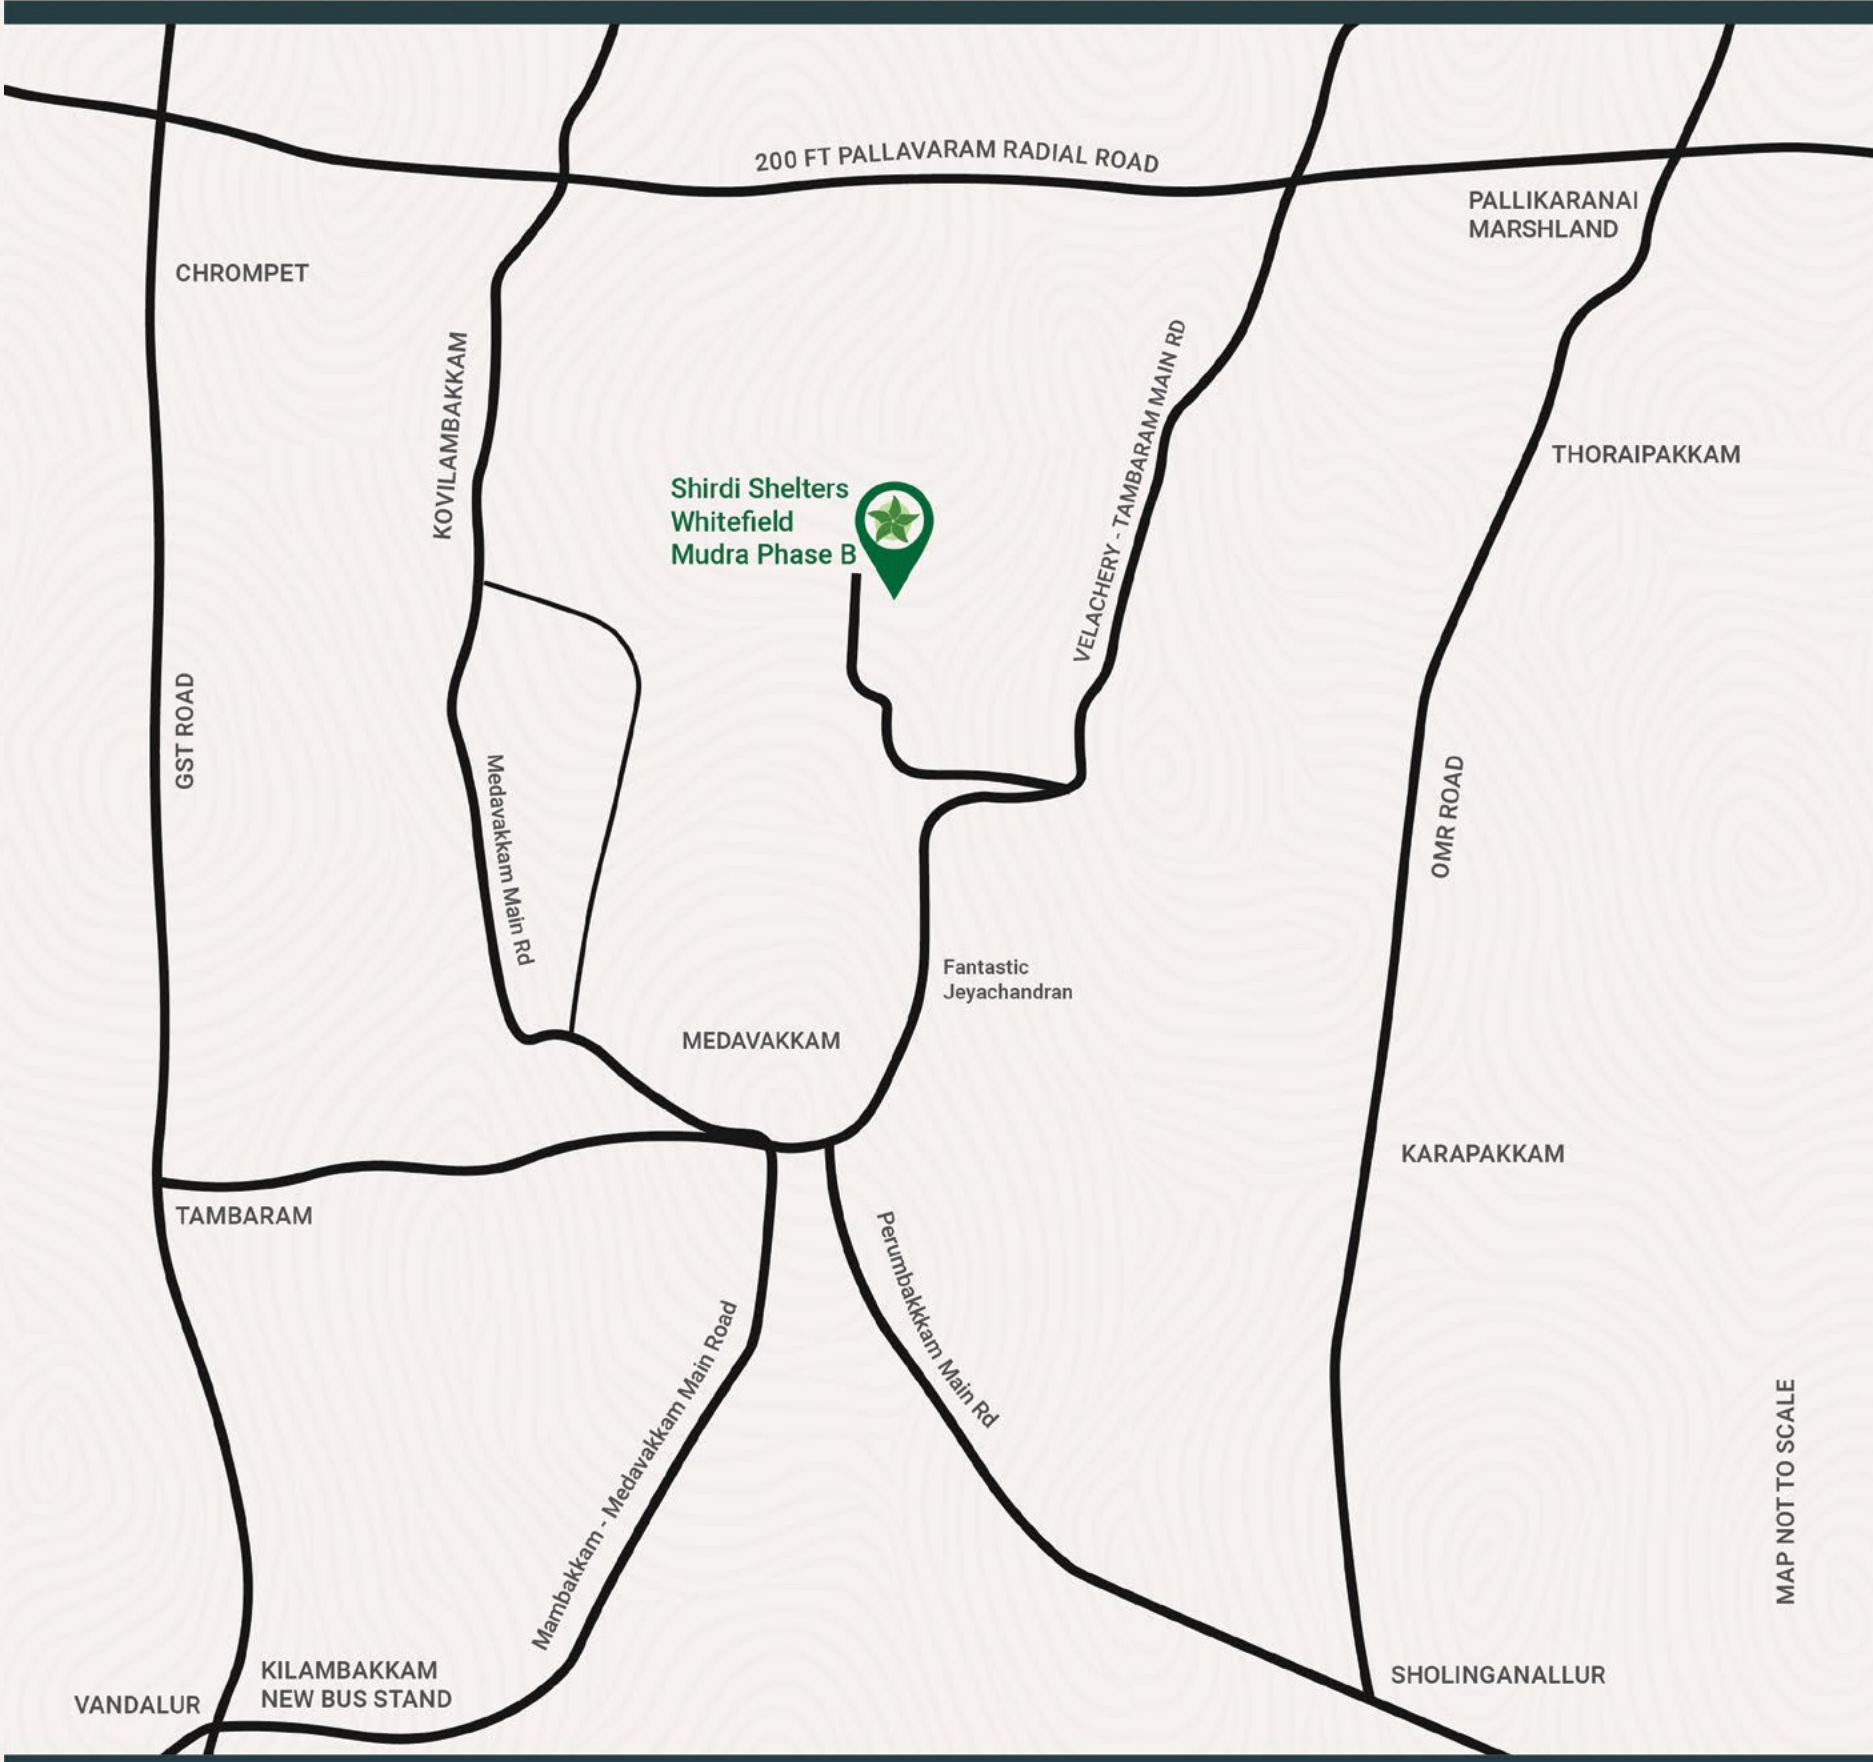 200 FT PALLAVARAM RADIAL ROAD
PALLIKARANAI
MARSHLAND
CHROMPET
KOVILAMBAKKAM
VELACHERY - TAMBARAM MAIN RD
THORAIPAKKAM
Shirdi Shelters
Whitefield
Mudra Phase B
GST ROAD
Medavakkam Main Rd
OMR ROAD
Fantastic
Jeyachandran
MEDAVAKKAM
KARAPAKKAM
TAMBARAM
Perumbakkkam Main Rd
Mambakkam - Medavakkam Main Road
MAP NOT TO SCALE
KILAMBAKKAM
NEW BUS STAND
VANDALUR
SHOLINGANALLUR